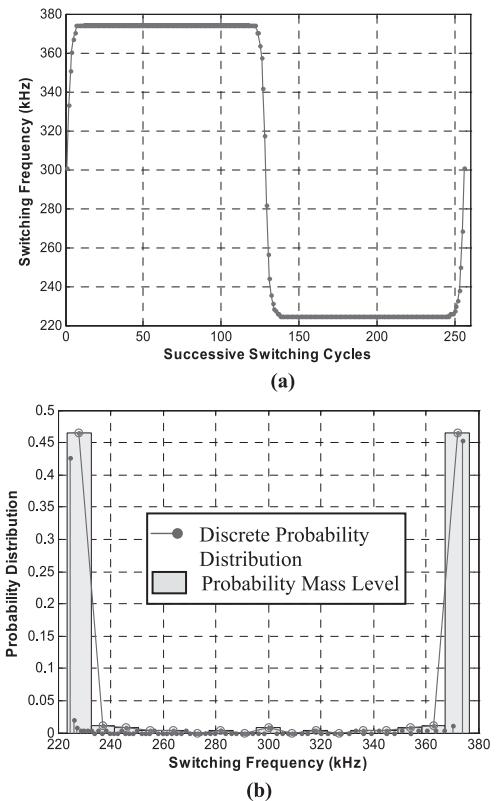 380
360
340
320
300
280
260
240
220
Switching Frequency (kHz)
0 50 100 150 200 250
Successive Switching Cycles
(a)
0.5
0.45
0.4
0.35
0.3
0.25
0.2
0.15
0.1
0.05
0
Probability Distribution
Discrete Probability
Distribution
Probability Mass Level
220 240 260 280 300 320 340 360 380
Switching Frequency (kHz)
(b)